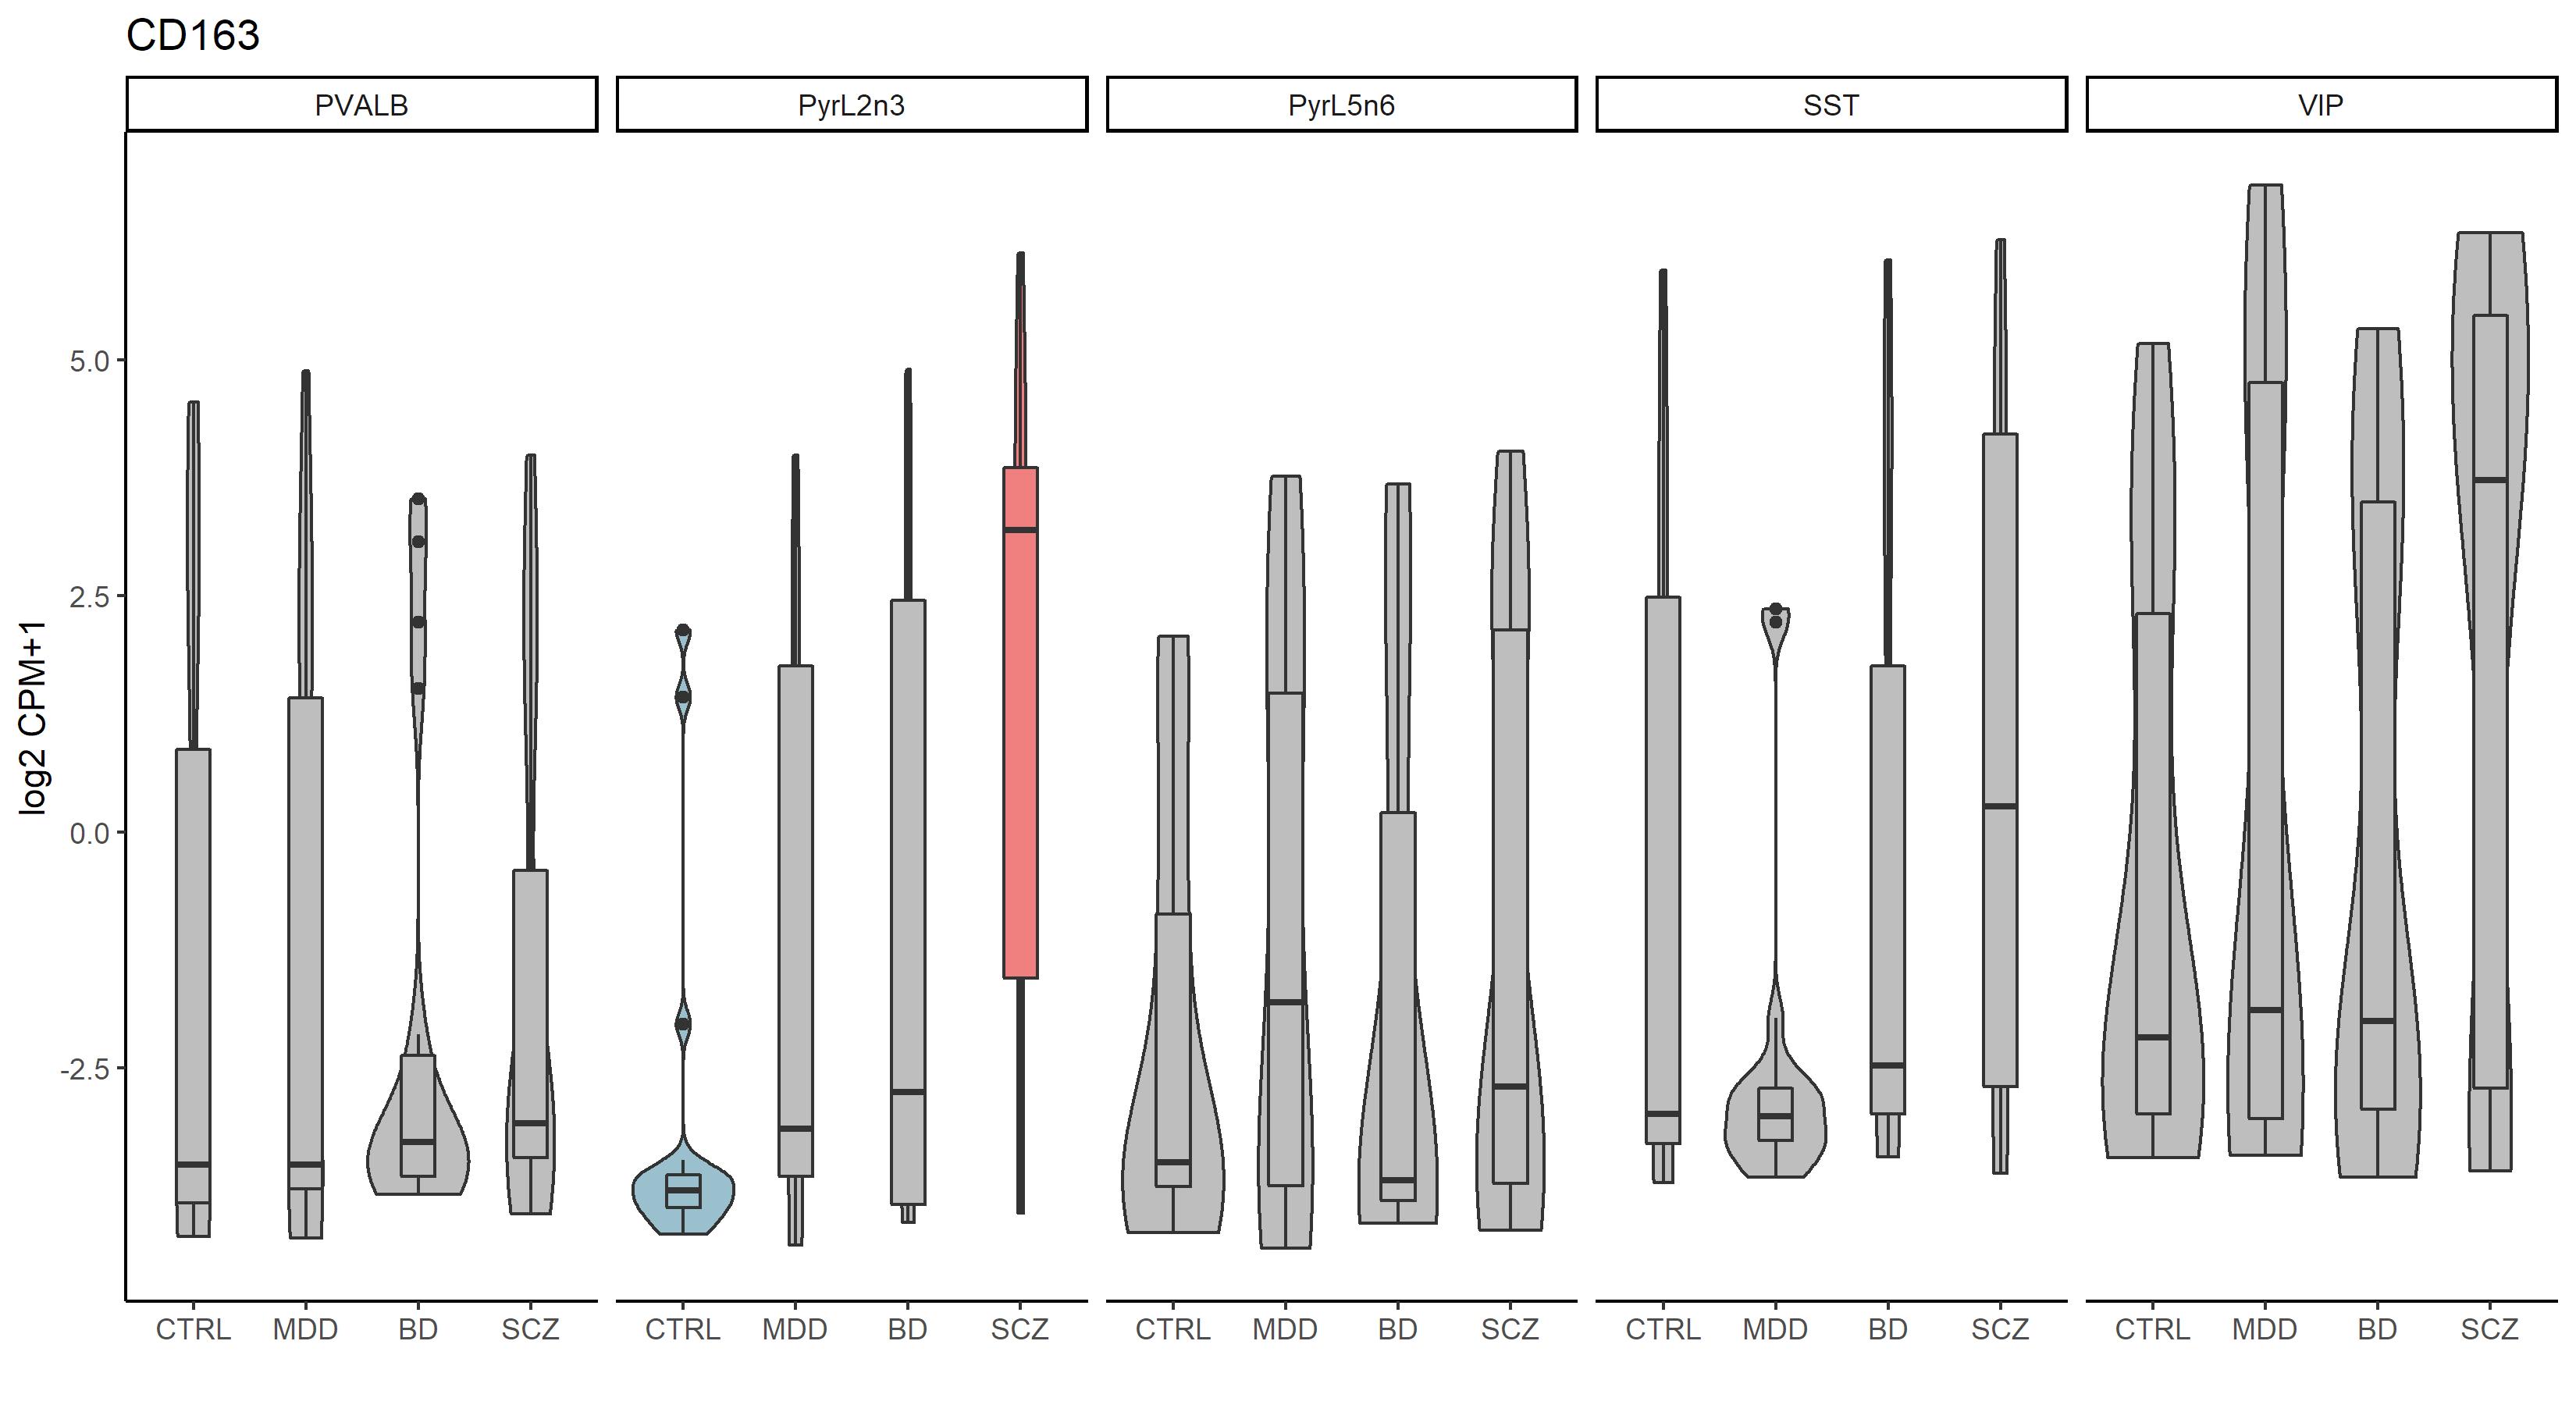 CD163
PVALB PyrL2n3 PyrL5n6 SST VIP
log2 CPM+1
5.0
2.5
0.0
-2.5
CTRL MDD BD SCZ CTRL MDD BD SCZ CTRL MDD BD SCZ CTRL MDD BD SCZ CTRL MDD BD SCZ